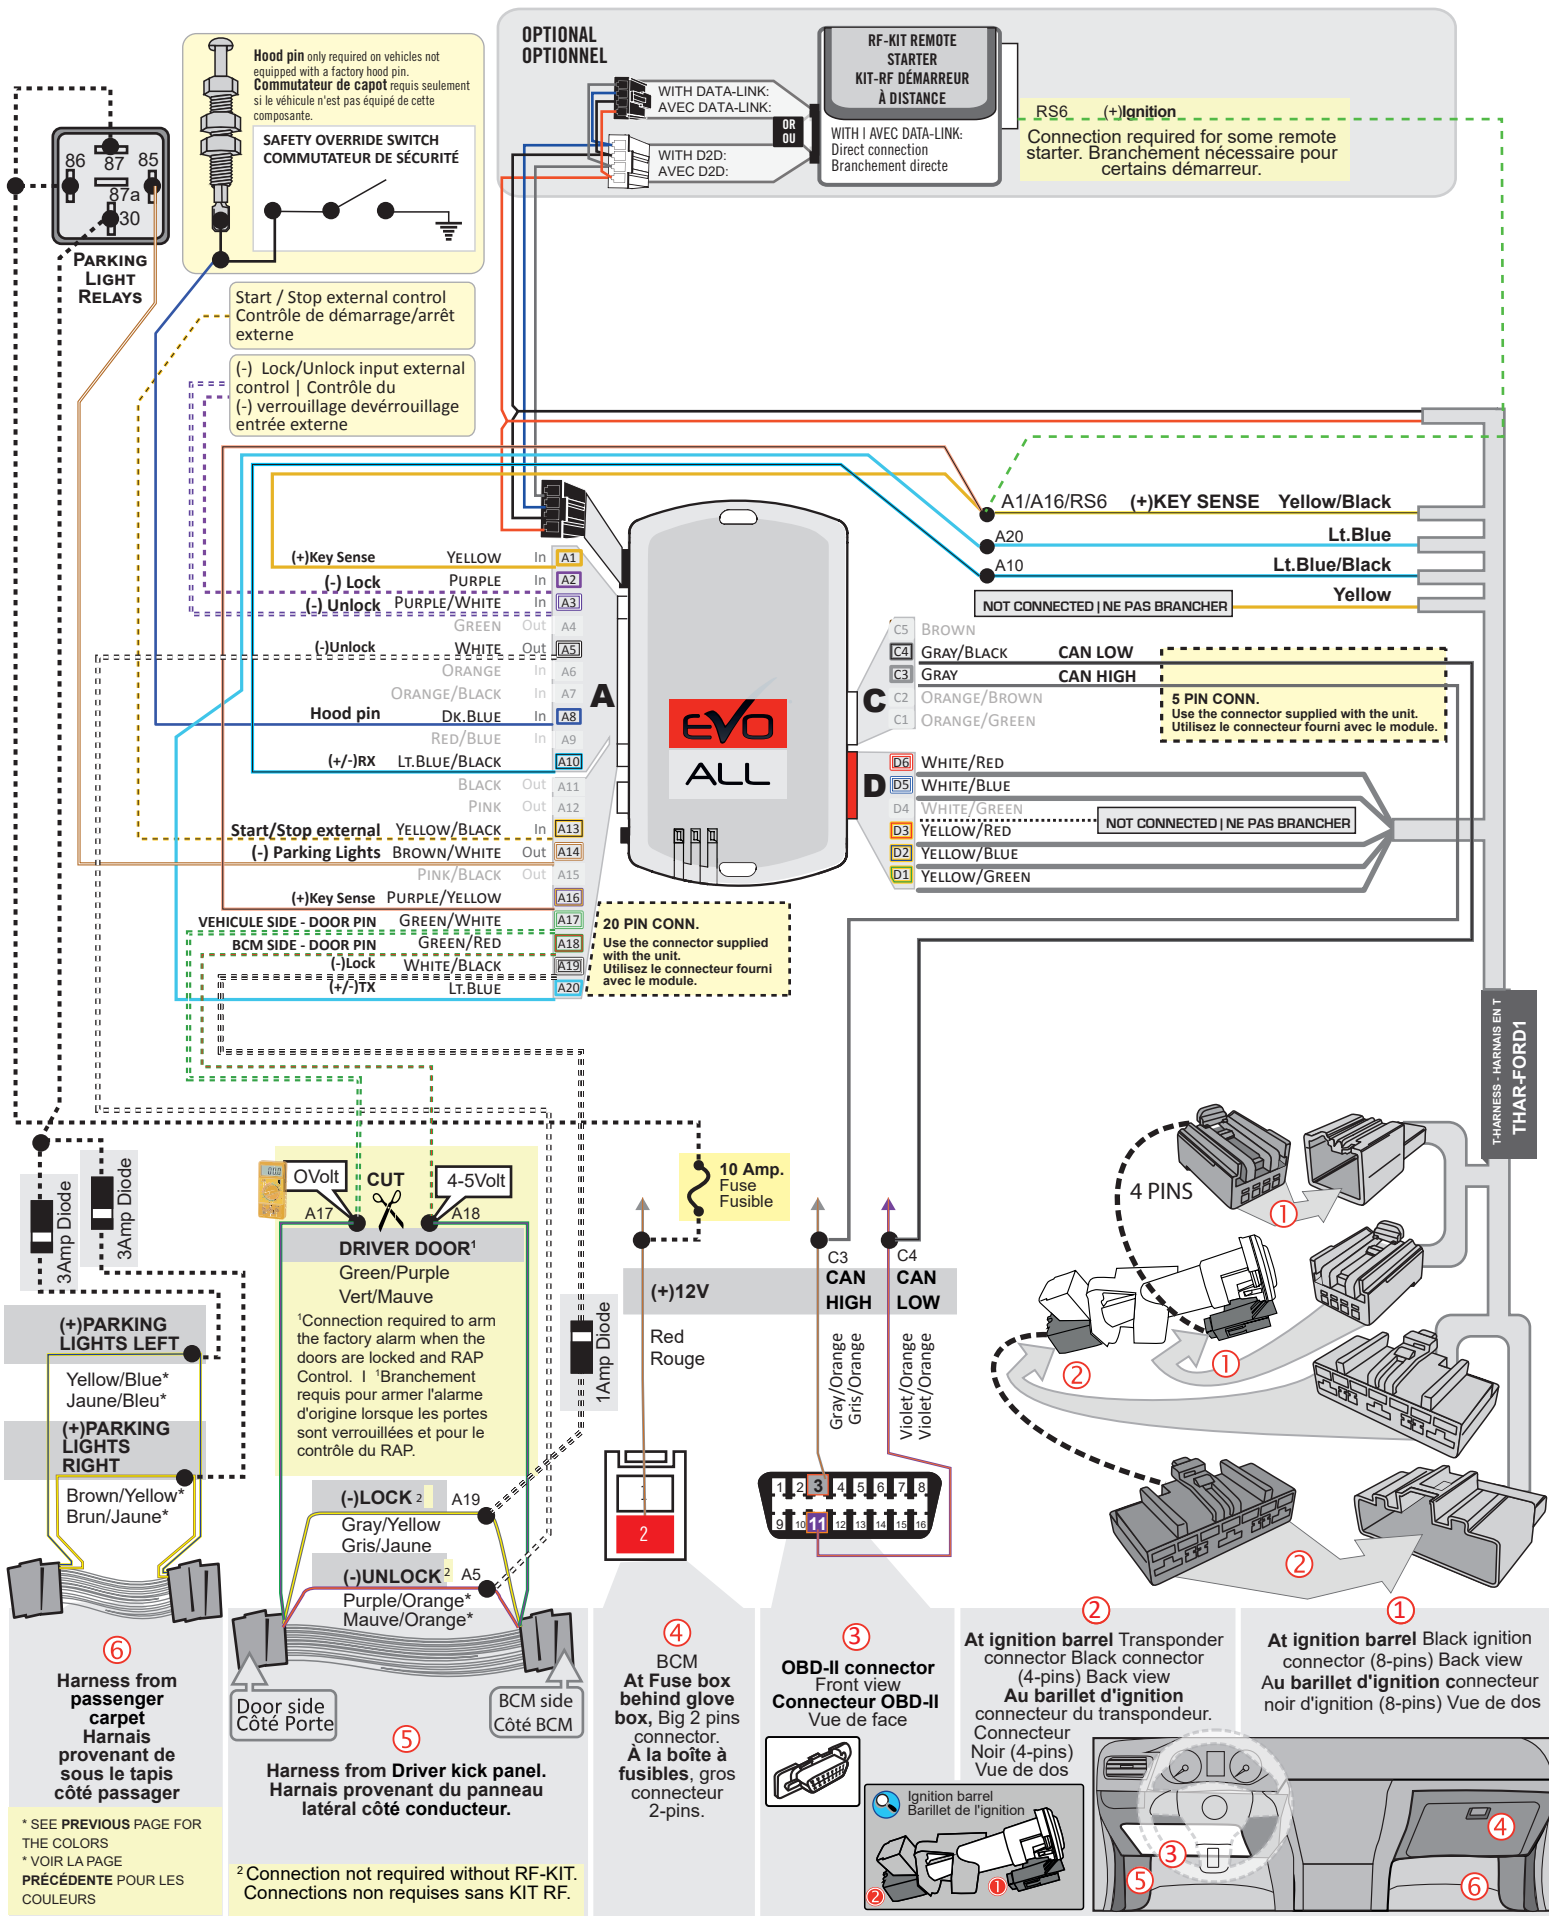 OPTIONAL
OPTIONNEL
RF-KIT REMOTE
STARTER
KIT-RF DÉMARREUR
À DISTANCE
WITH DATA-LINK:
AVEC DATA-LINK:
OR
OU
WITH D2D:
AVEC D2D:
WITH | AVEC DATA-LINK:
Direct connection
Branchement directe
RS6 (+)Ignition
Connection required for some remote
starter. Branchement nécessaire pour
certains démarreur.
Hood pin only required on vehicles not
equipped with a factory hood pin.
Commutateur de capot requis seulement
si le véhicule n'est pas équipé de cette
composante.
SAFETY OVERRIDE SWITCH
COMMUTATEUR DE SÉCURITÉ
86
87
85
87a
30
PARKING
LIGHT
RELAYS
Start / Stop external control
Contrôle de démarrage/arrêt
externe
(-) Lock/Unlock input external
control | Contrôle du
(-) verrouillage devérrouillage
entrée externe
A1/A16/RS6 (+)KEY SENSE Yellow/Black
A20 Lt.Blue
A10 Lt.Blue/Black
Yellow
NOT CONNECTED | NE PAS BRANCHER
(+)Key Sense YELLOW In A1
(-) Lock PURPLE In A2
(-) Unlock PURPLE/WHITE In A3
GREEN Out A4
(-)Unlock WHITE Out A5
ORANGE In A6
ORANGE/BLACK In A7
Hood pin DK.BLUE In A8
RED/BLUE In A9
(+/-)RX LT.BLUE/BLACK A10
BLACK Out A11
PINK Out A12
Start/Stop external YELLOW/BLACK In A13
(-) Parking Lights BROWN/WHITE Out A14
PINK/BLACK Out A15
(+)Key Sense PURPLE/YELLOW A16
VEHICULE SIDE - DOOR PIN GREEN/WHITE A17
BCM SIDE - DOOR PIN GREEN/RED A18
(-)Lock WHITE/BLACK A19
(+/-)TX LT.BLUE A20
A
EVO
ALL
C
C5 BROWN
C4 GRAY/BLACK CAN LOW
C3 GRAY CAN HIGH
C2 ORANGE/BROWN
C1 ORANGE/GREEN
5 PIN CONN.
Use the connector supplied with the unit.
Utilisez le connecteur fourni avec le module.
D
D6 WHITE/RED
D5 WHITE/BLUE
D4 WHITE/GREEN
NOT CONNECTED | NE PAS BRANCHER
D3 YELLOW/RED
D2 YELLOW/BLUE
D1 YELLOW/GREEN
20 PIN CONN.
Use the connector supplied
with the unit.
Utilisez le connecteur fourni
avec le module.
T-HARNESS - HARNAIS EN T
THAR-FORD1
3Amp Diode
3Amp Diode
(+)PARKING
LIGHTS LEFT
Yellow/Blue*
Jaune/Bleu*
(+)PARKING
LIGHTS
RIGHT
Brown/Yellow*
Brun/Jaune*
6
Harness from
passenger
carpet
Harnais
provenant de
sous le tapis
côté passager
* SEE PREVIOUS PAGE FOR
THE COLORS
* VOIR LA PAGE
PRÉCÉDENTE POUR LES
COULEURS
OVolt
CUT
4-5Volt
A17
A18
DRIVER DOOR1
Green/Purple
Vert/Mauve
1Connection required to arm
the factory alarm when the
doors are locked and RAP
Control. I 1Branchement
requis pour armer l'alarme
d'origine lorsque les portes
sont verrouillées et pour le
contrôle du RAP.
(-)LOCK 2 A19
Gray/Yellow
Gris/Jaune
(-)UNLOCK 2 A5
Purple/Orange*
Mauve/Orange*
Door side
Côté Porte
BCM side
Côté BCM
5
Harness from Driver kick panel.
Harnais provenant du panneau
latéral côté conducteur.
2 Connection not required without RF-KIT.
Connections non requises sans KIT RF.
1Amp Diode
10 Amp.
Fuse
Fusible
(+)12V
Red
Rouge
1
2
4
BCM
At Fuse box
behind glove
box, Big 2 pins
connector.
À la boîte à
fusibles, gros
connecteur
2-pins.
C3
CAN
HIGH
C4
CAN
LOW
Gray/Orange
Gris/Orange
Violet/Orange
Violet/Orange
1 2 3 4 5 6 7 8
9 10 11 12 13 14 15 16
3
OBD-II connector
Front view
Connecteur OBD-II
Vue de face
4 PINS
1
1
2
2
2
At ignition barrel Transponder
connector Black connector
(4-pins) Back view
Au barillet d'ignition
connecteur du transpondeur.
Connecteur
Noir (4-pins)
Vue de dos
1
At ignition barrel Black ignition
connector (8-pins) Back view
Au barillet d'ignition connecteur
noir d'ignition (8-pins) Vue de dos
Ignition barrel
Barillet de l'ignition
2
1
3
4
5
6